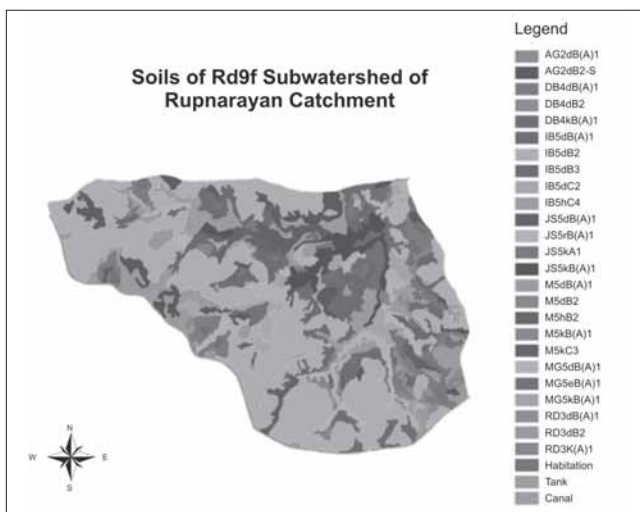 Legend
Soils of Rd9f Subwatershed of
Rupnarayan Catchment
AG2dB(A)1
AG2dB2-S
DB4dB(A)1
DB4dB2
DB4kB(A)1
IB5dB(A)1
IB5dB2
IB5dB3
IB5dC2
IB5hC4
JS5dB(A)1
JS5rB(A)1
JS5kA1
JS5kB(A)1
M5dB(A)1
M5dB2
M5hB2
M5kB(A)1
M5kC3
MG5dB(A)1
MG5eB(A)1
MG5kB(A)1
RD3dB(A)1
RD3dB2
RD3K(A)1
Habitation
Tank
Canal
N
W E
S